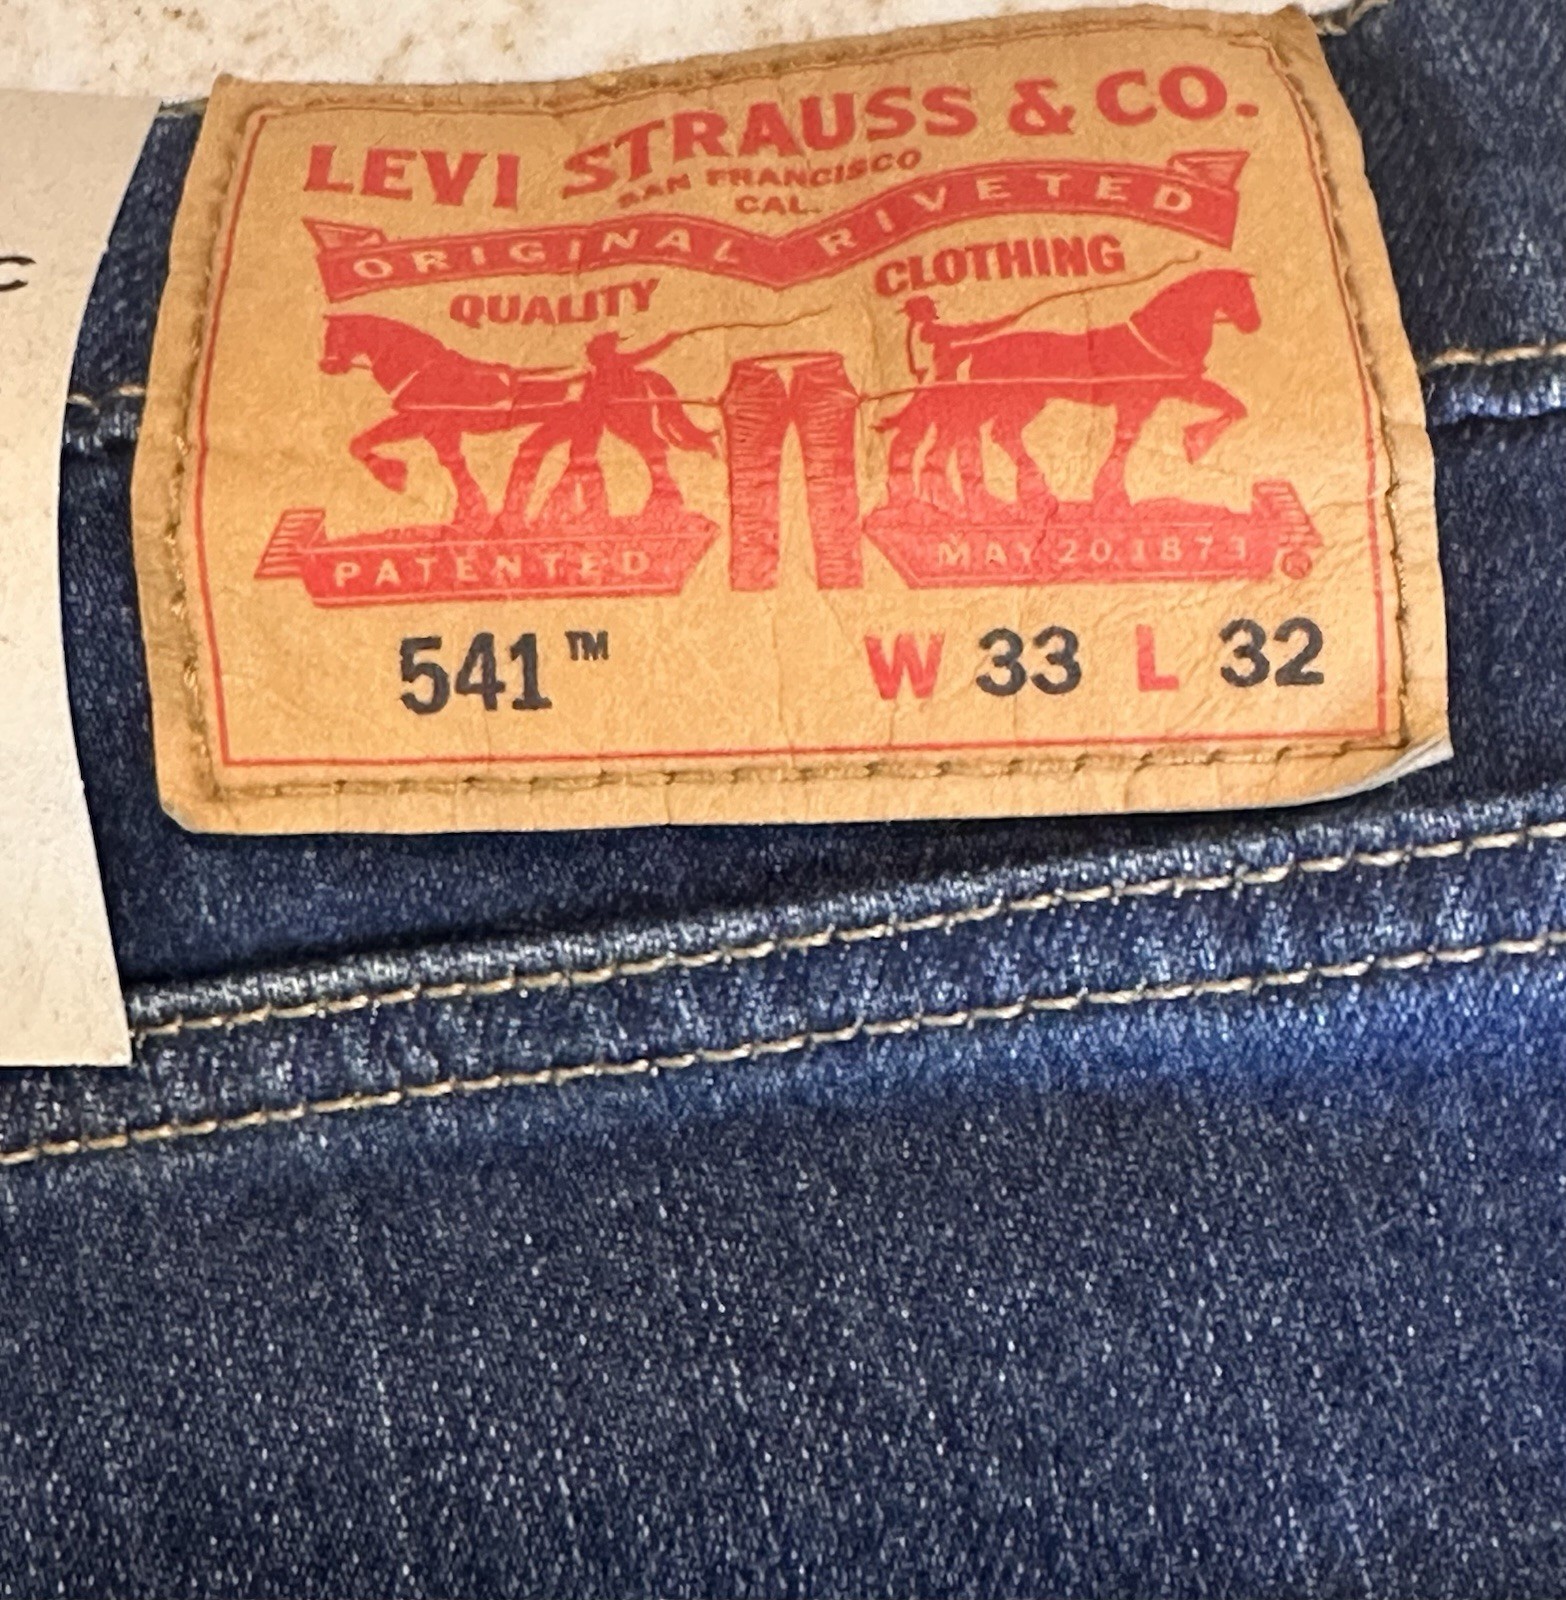 LEVI STRAUSS & CO.
SAN FRANCISCO
CAL.
ORIGINAL RIVETED
QUALITY CLOTHING
PATENTED MAY 20 1873 ®
541™ W 33 L 32
C